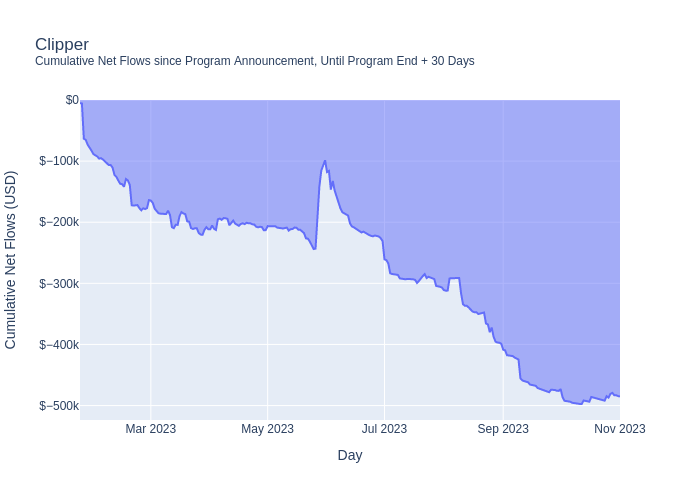 Clipper
Cumulative Net Flows since Program Announcement, Until Program End + 30 Days
Cumulative Net Flows (USD)
$0
$−100k
$−200k
$−300k
$−400k
$−500k
Mar 2023
May 2023
Jul 2023
Sep 2023
Nov 2023
Day